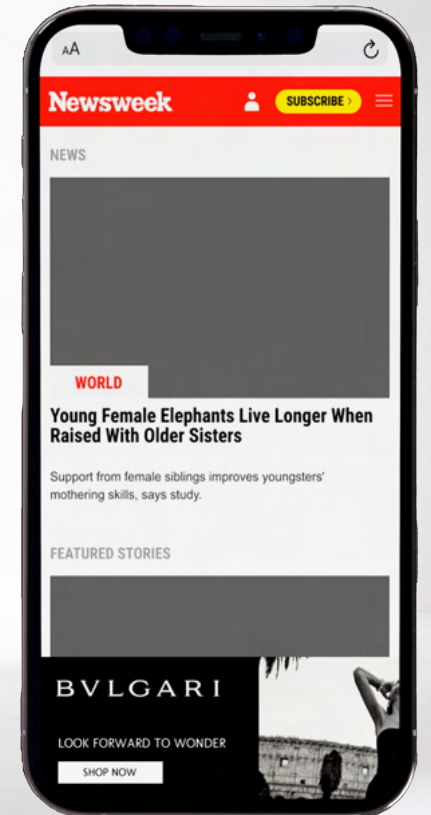 AA
Newsweek
SUBSCRIBE >
NEWS
WORLD
Young Female Elephants Live Longer When
Raised With Older Sisters
Support from female siblings improves youngsters'
mothering skills, says study.
FEATURED STORIES
BVLGARI
LOOK FORWARD TO WONDER
SHOP NOW